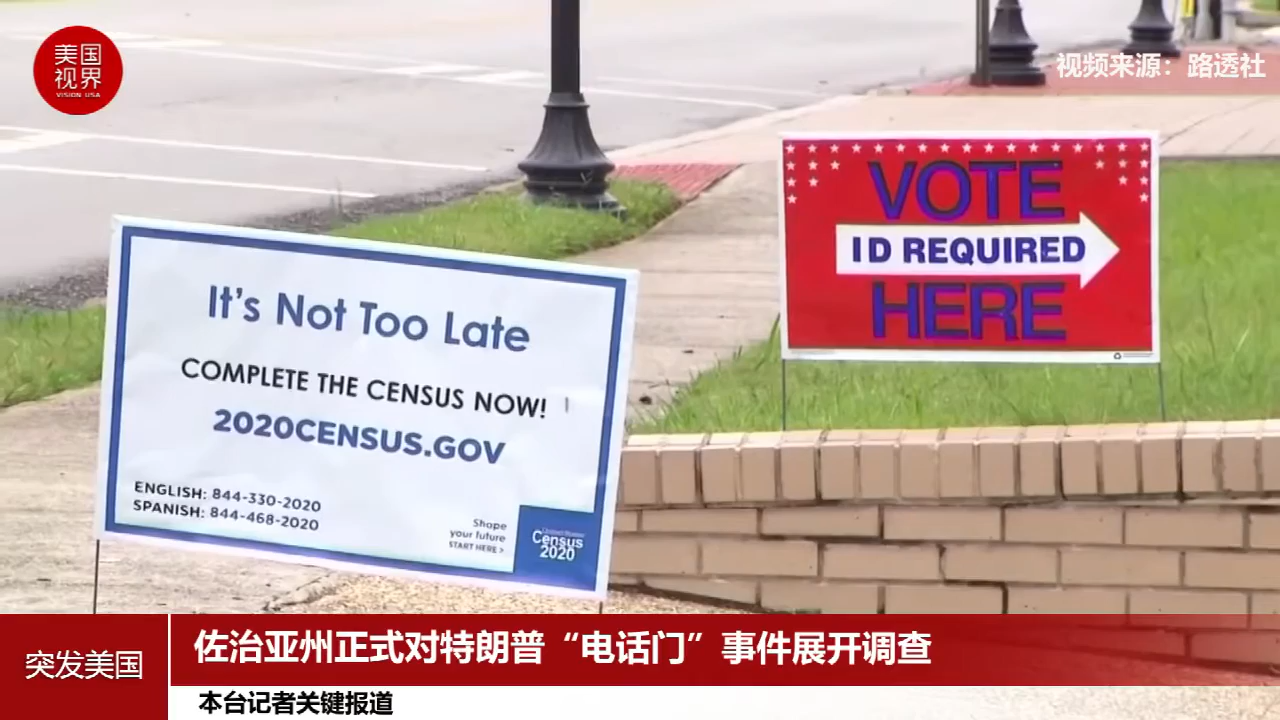 美国
视界
VISION USA
视频来源：路透社
VOTE
ID REQUIRED
HERE
It's Not Too Late
COMPLETE THE CENSUS NOW!
2020CENSUS.GOV
ENGLISH: 844-330-2020
SPANISH: 844-468-2020
Shape
your future
START HERE >
United States
Census
2020
突发美国
佐治亚州正式对特朗普“电话门”事件展开调查
本台记者关键报道